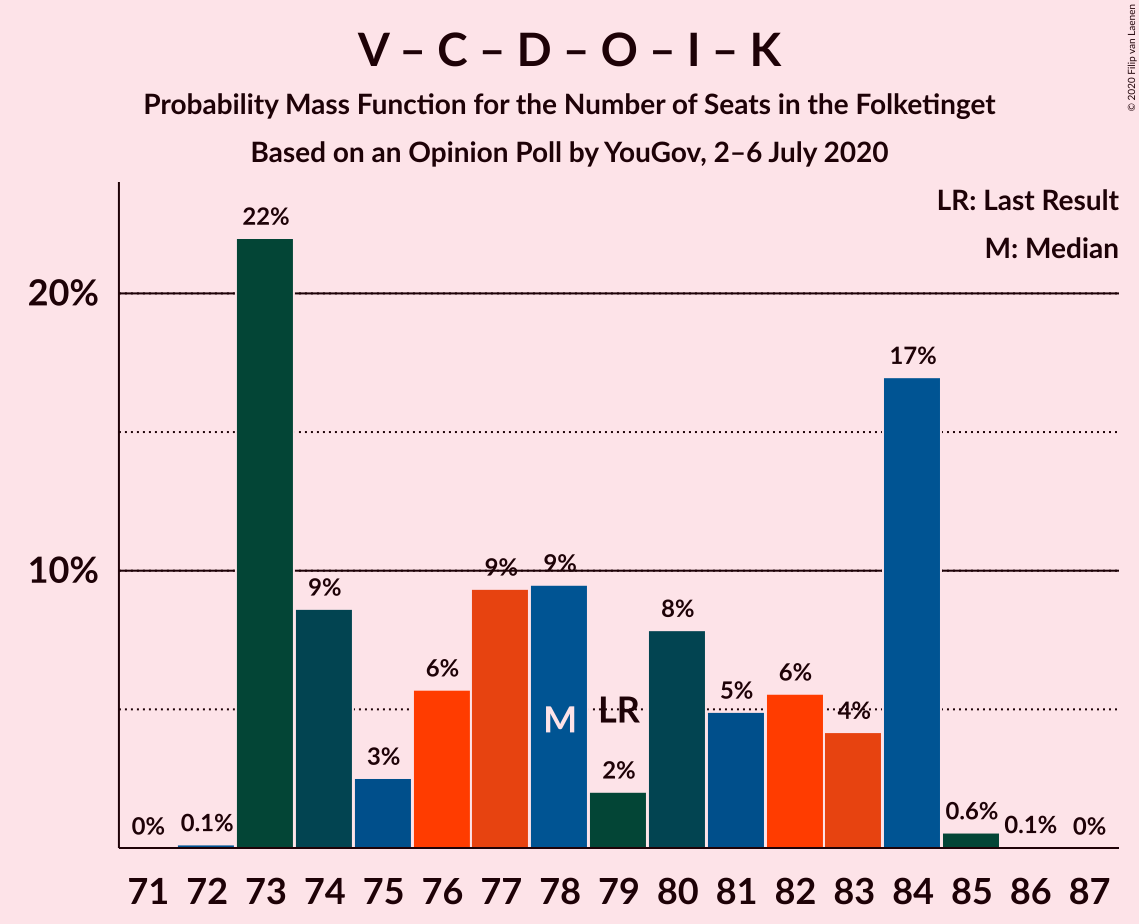 V – C – D – O – I – K
Probability Mass Function for the Number of Seats in the Folketinget
Based on an Opinion Poll by YouGov, 2–6 July 2020
© 2020 Filip van Laenen
LR: Last Result
M: Median
20%
10%
0%
0.1%
22%
9%
3%
6%
9%
9%
2%
8%
5%
6%
4%
17%
0.6%
0.1%
0%
M
LR
71 72 73 74 75 76 77 78 79 80 81 82 83 84 85 86 87